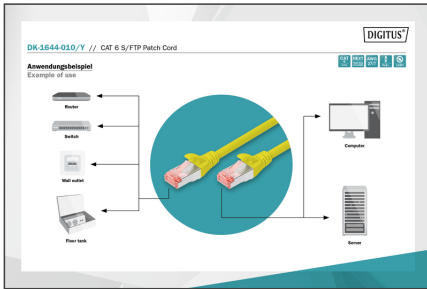 DIGITUS®
DK-1644-010/Y // CAT 6 S/FTP Patch Cord
Anwendungsbeispiel
Example of use
Router
Switch
Wall outlet
Floor tank
Computer
Server